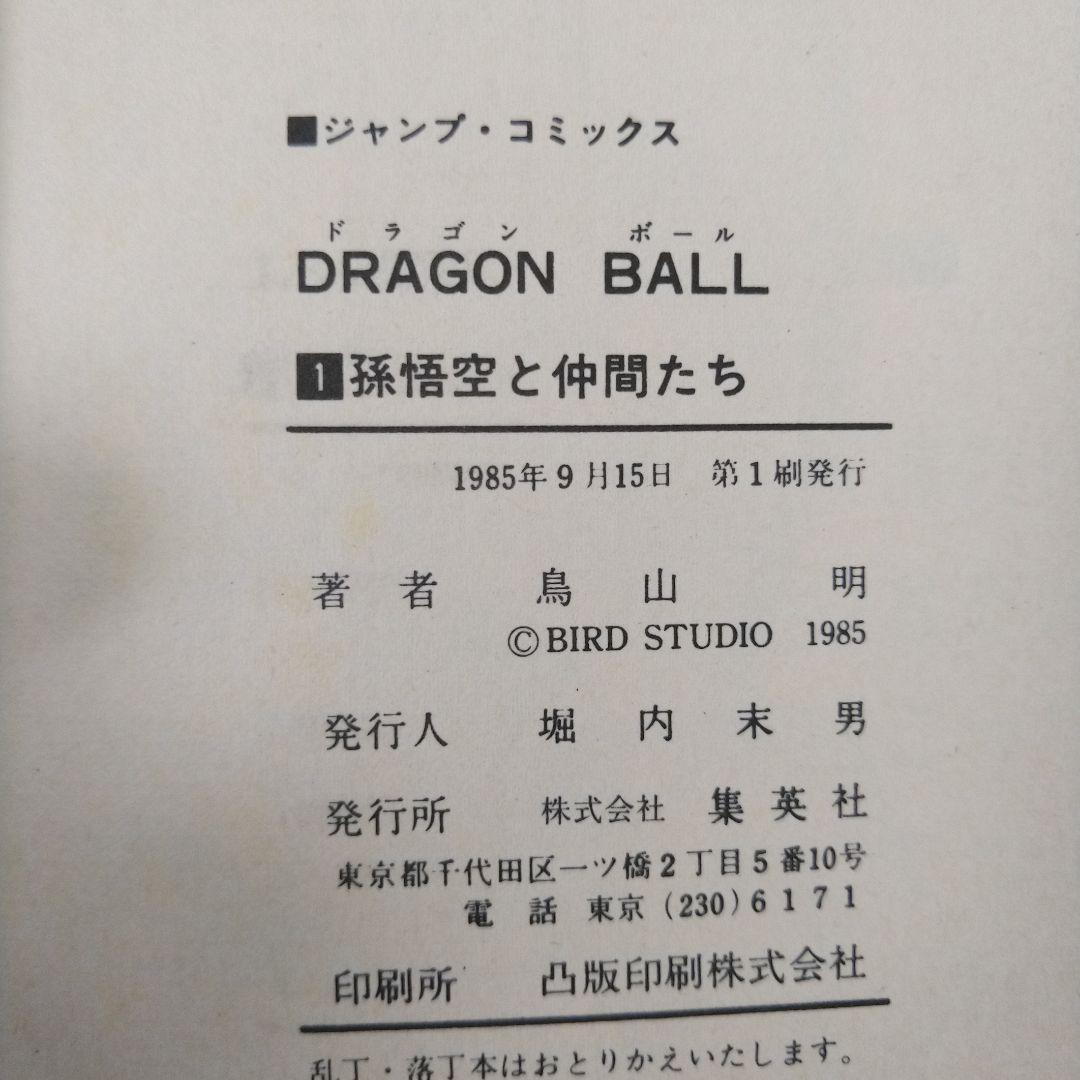 ■ジャンプ・コミックス
ドラゴン ボール
DRAGON BALL
1孫悟空と仲間たち
1985年9月15日 第1刷発行
著者 鳥山明
©BIRD STUDIO 1985
発行人 堀内末男
発行所 株式会社 集英社
東京都千代田区一ツ橋2丁目5番10号
電話 東京(230)6171
印刷所 凸版印刷株式会社
乱丁・落丁本はおとりかえいたします。